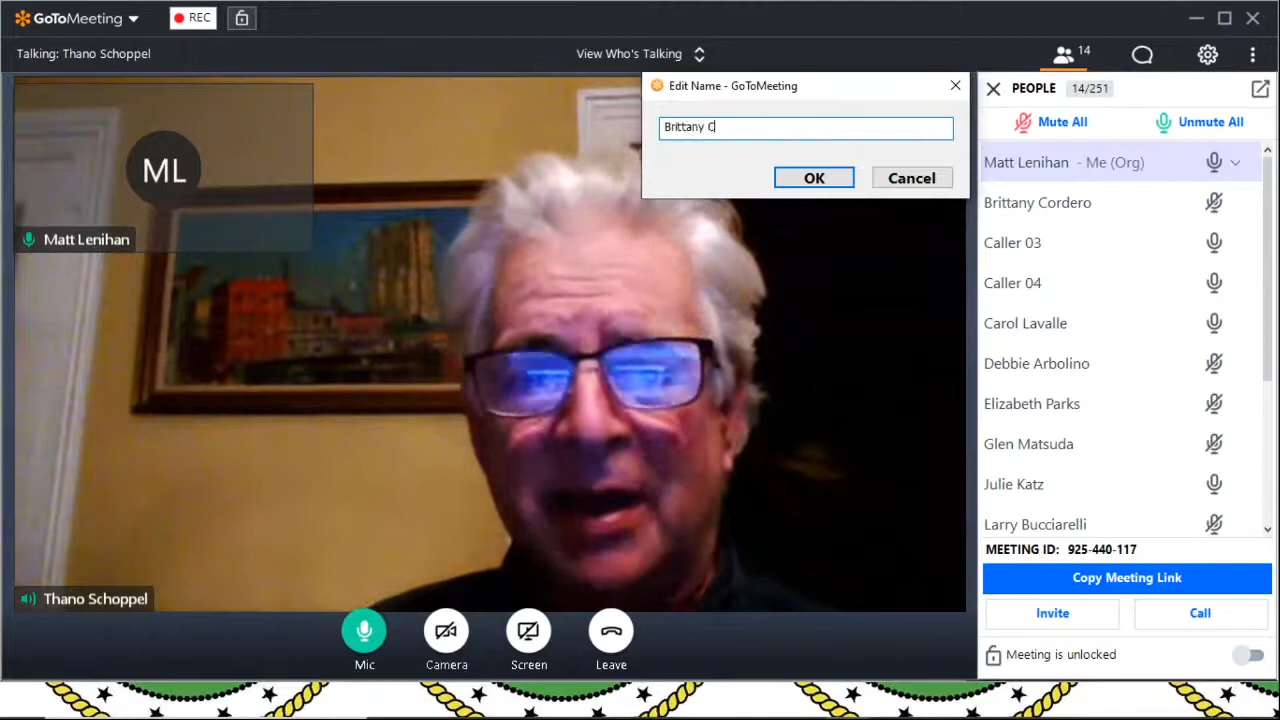 GoToMeeting
REC
Talking: Thano Schoppel
View Who's Talking
14
Edit Name - GoToMeeting
Brittany C
OK
Cancel
ML
Matt Lenihan
Thano Schoppel
Mic
Camera
Screen
Leave
PEOPLE 14/251
Mute All
Unmute All
Matt Lenihan - Me (Org)
Brittany Cordero
Caller 03
Caller 04
Carol Lavalle
Debbie Arbolino
Elizabeth Parks
Glen Matsuda
Julie Katz
Larry Bucciarelli
MEETING ID: 925-440-117
Copy Meeting Link
Invite
Call
Meeting is unlocked